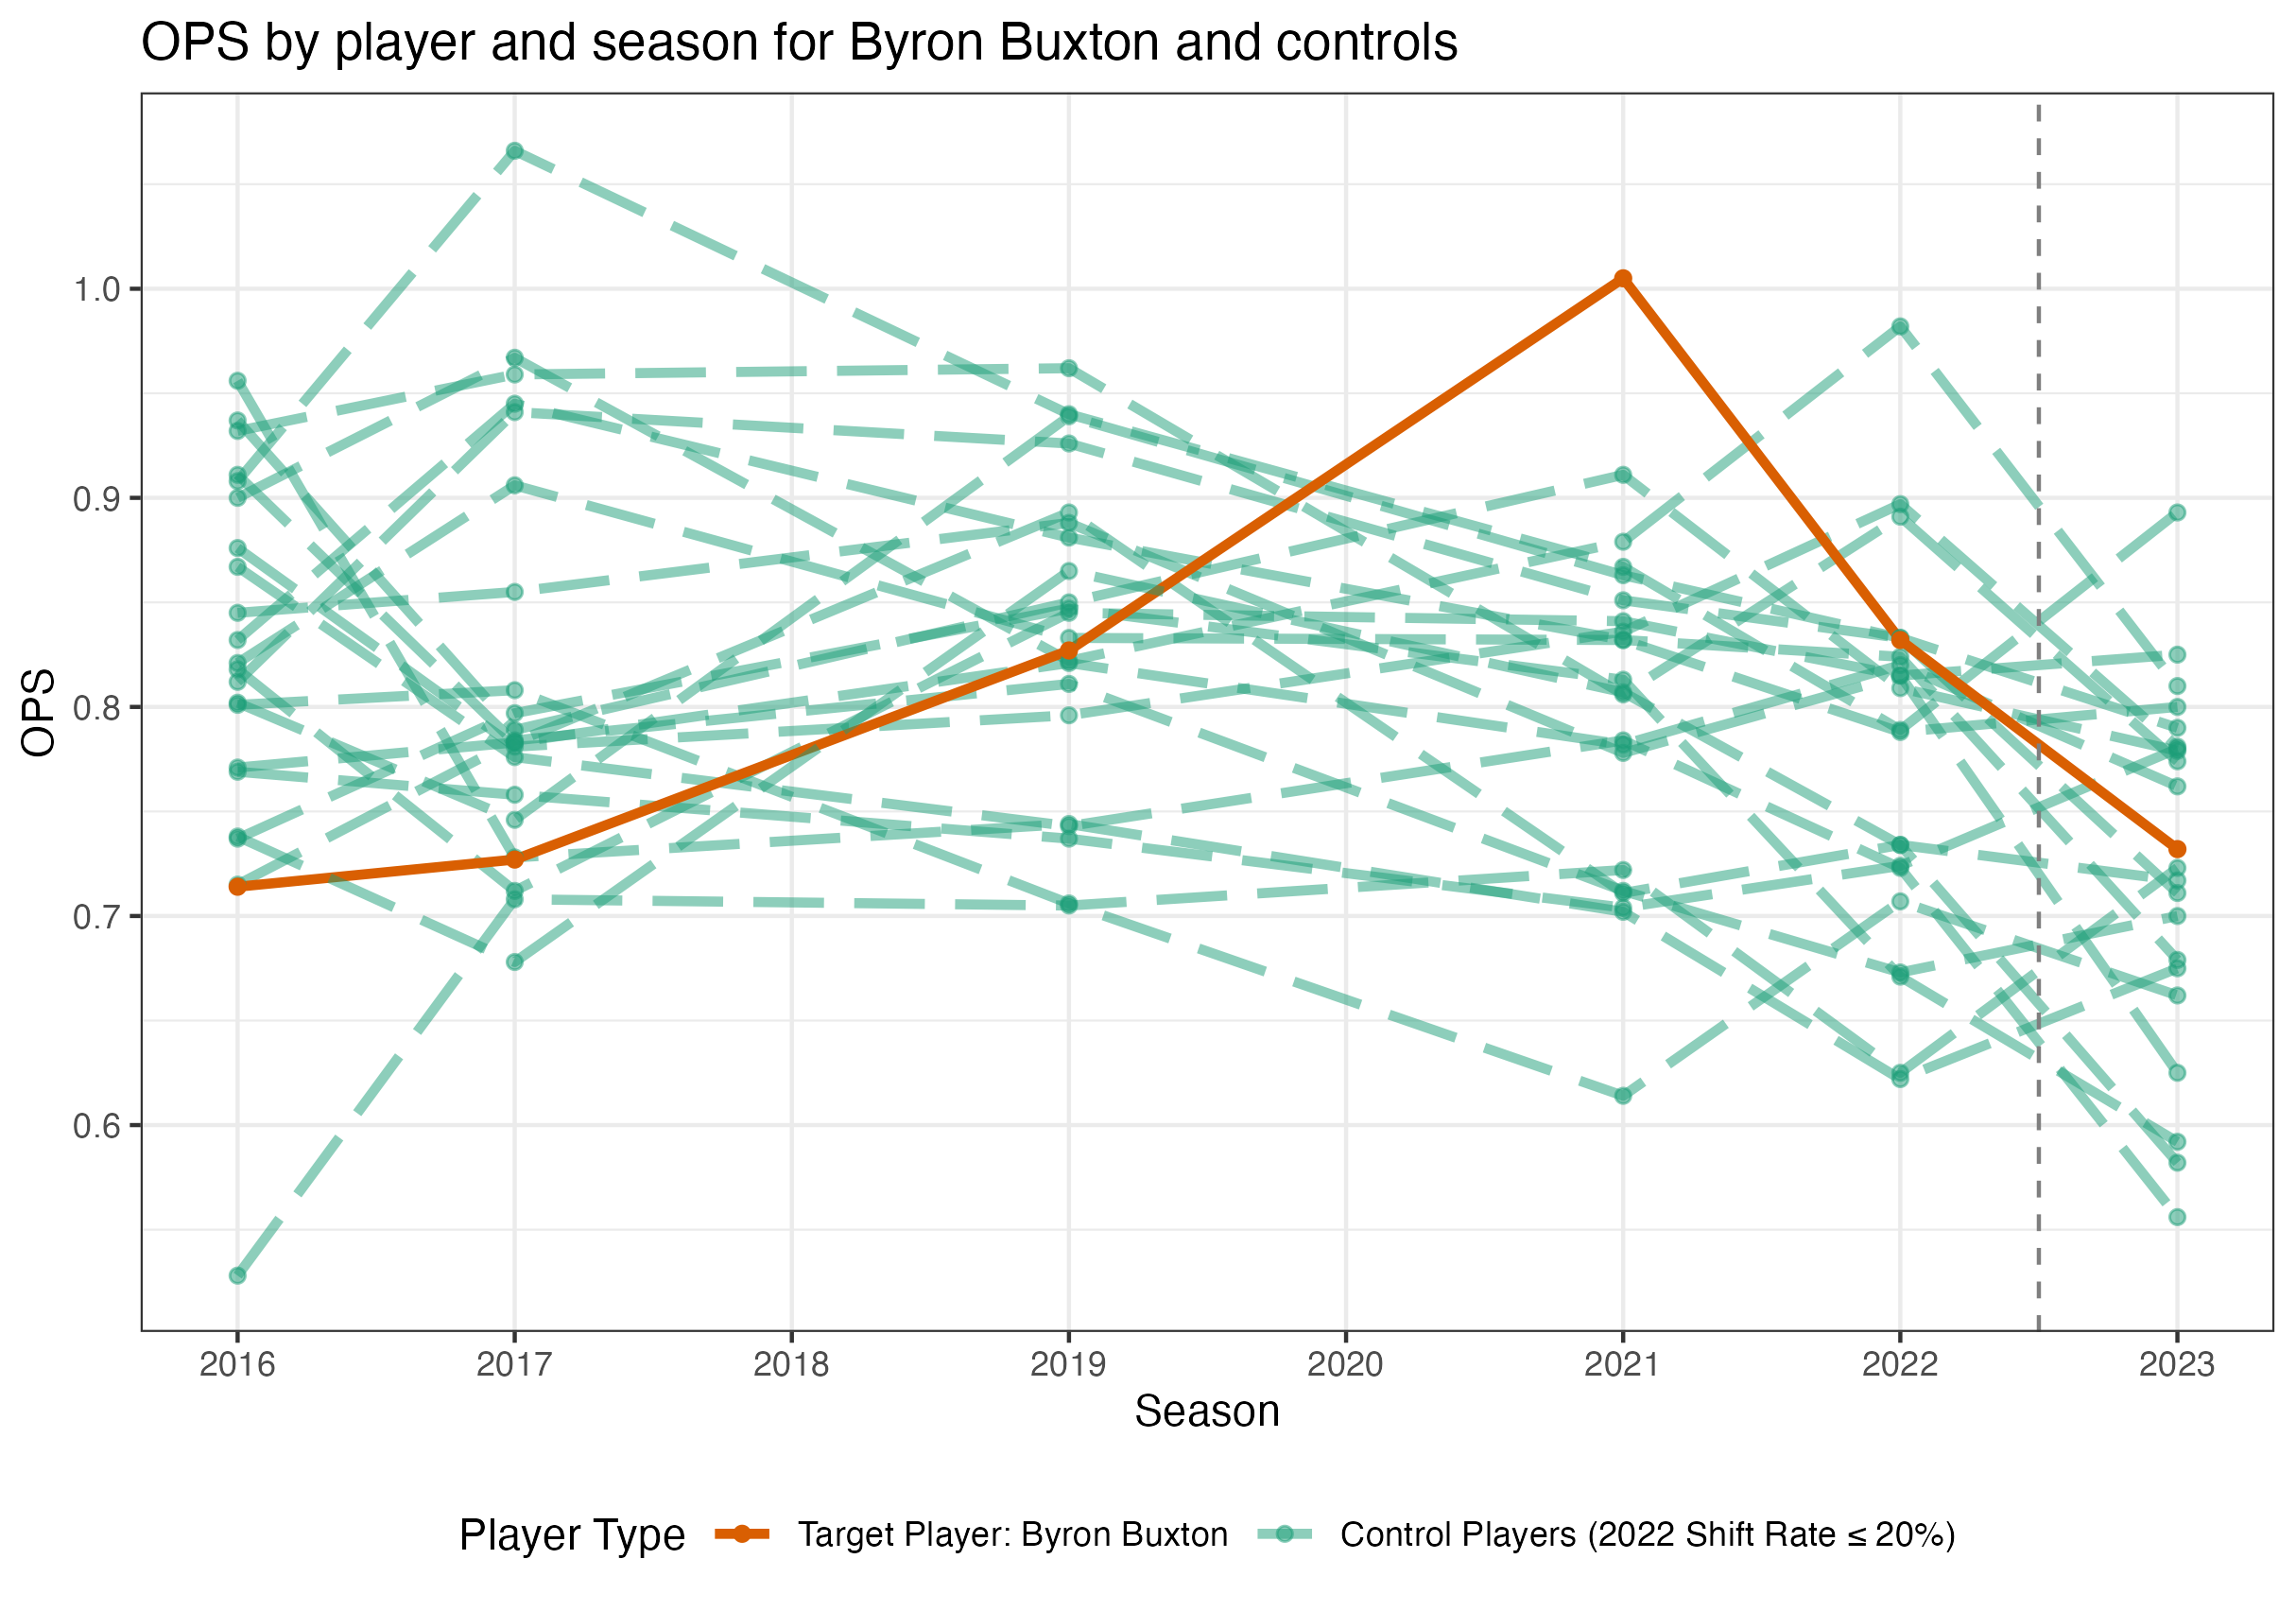 OPS by player and season for Byron Buxton and controls
OPS
1.0
0.9
0.8
0.7
0.6
2016 2017 2018 2019 2020 2021 2022 2023
Season
Player Type Target Player: Byron Buxton Control Players (2022 Shift Rate ≤ 20%)